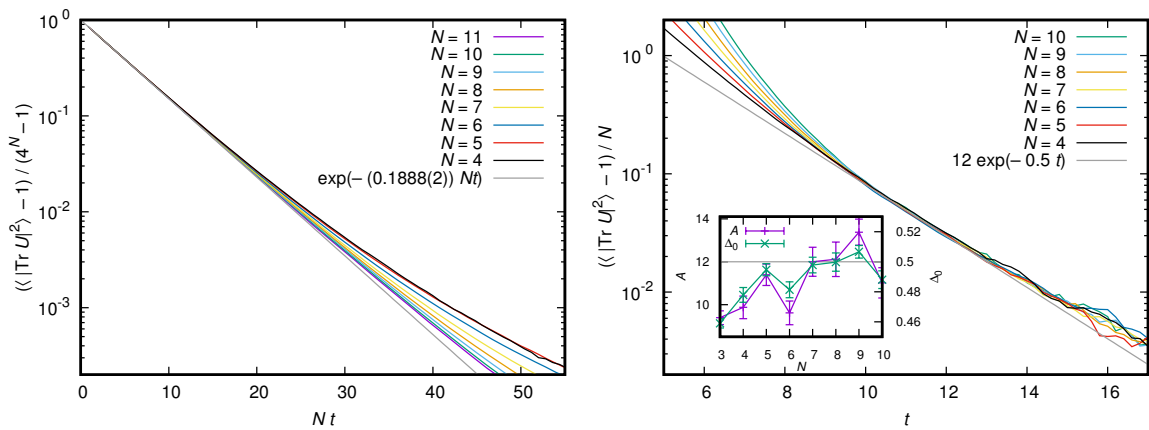 (⟨ |Tr U|² ⟩ − 1) / (4^N − 1)
10^0
10^-1
10^-2
10^-3
N = 11
N = 10
N = 9
N = 8
N = 7
N = 6
N = 5
N = 4
exp(− (0.1888(2)) Nt)
0 10 20 30 40 50
N t
(⟨ |Tr U|² ⟩ − 1) / N
10^0
10^-1
10^-2
N = 10
N = 9
N = 8
N = 7
N = 6
N = 5
N = 4
12 exp(− 0.5 t)
A
14
12
10
A
Δ₀
0.52
0.5
0.48
0.46
Δ₀
3 4 5 6 7 8 9 10
N
6 8 10 12 14 16
t